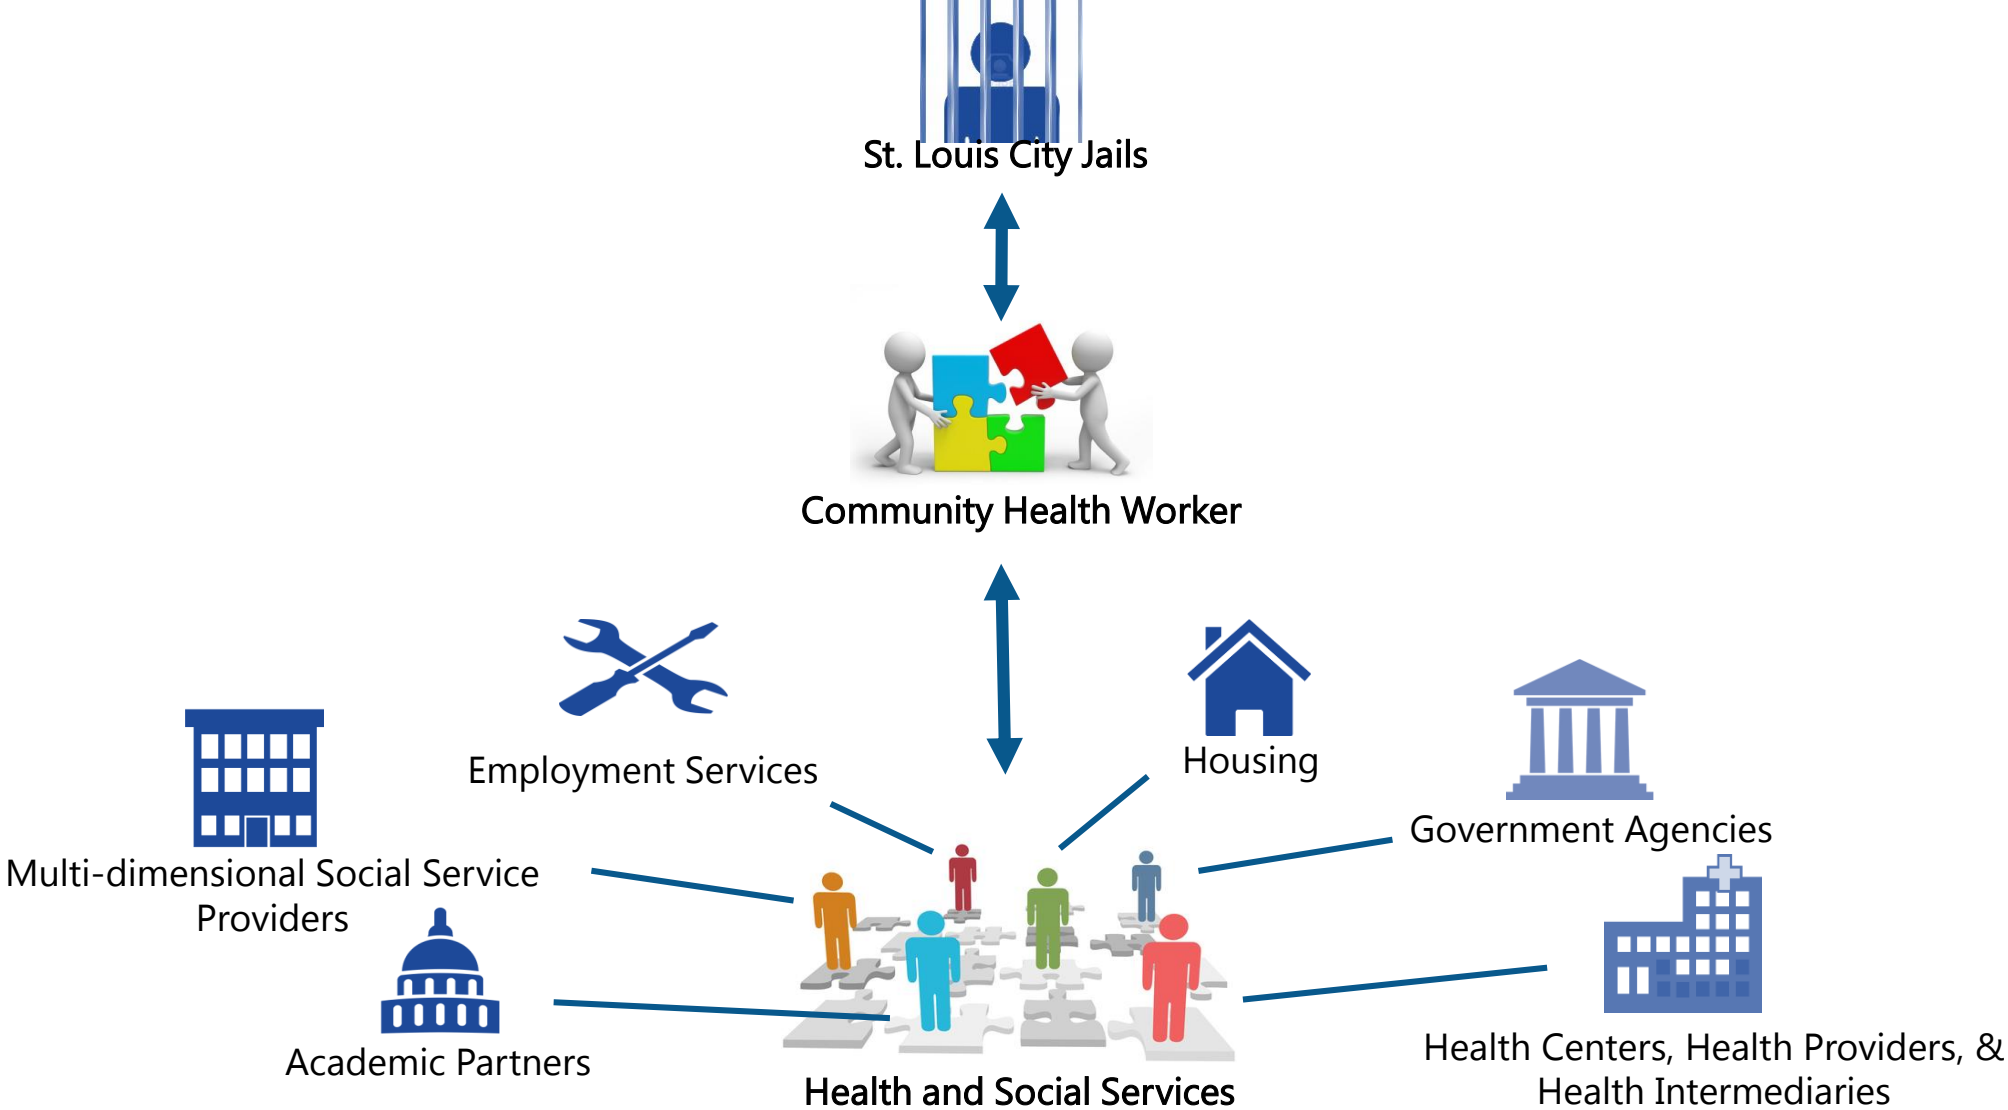 St. Louis City Jails
Community Health Worker
Employment Services
Housing
Government Agencies
Multi-dimensional Social Service
Providers
Academic Partners
Health Centers, Health Providers, &
Health Intermediaries
Health and Social Services